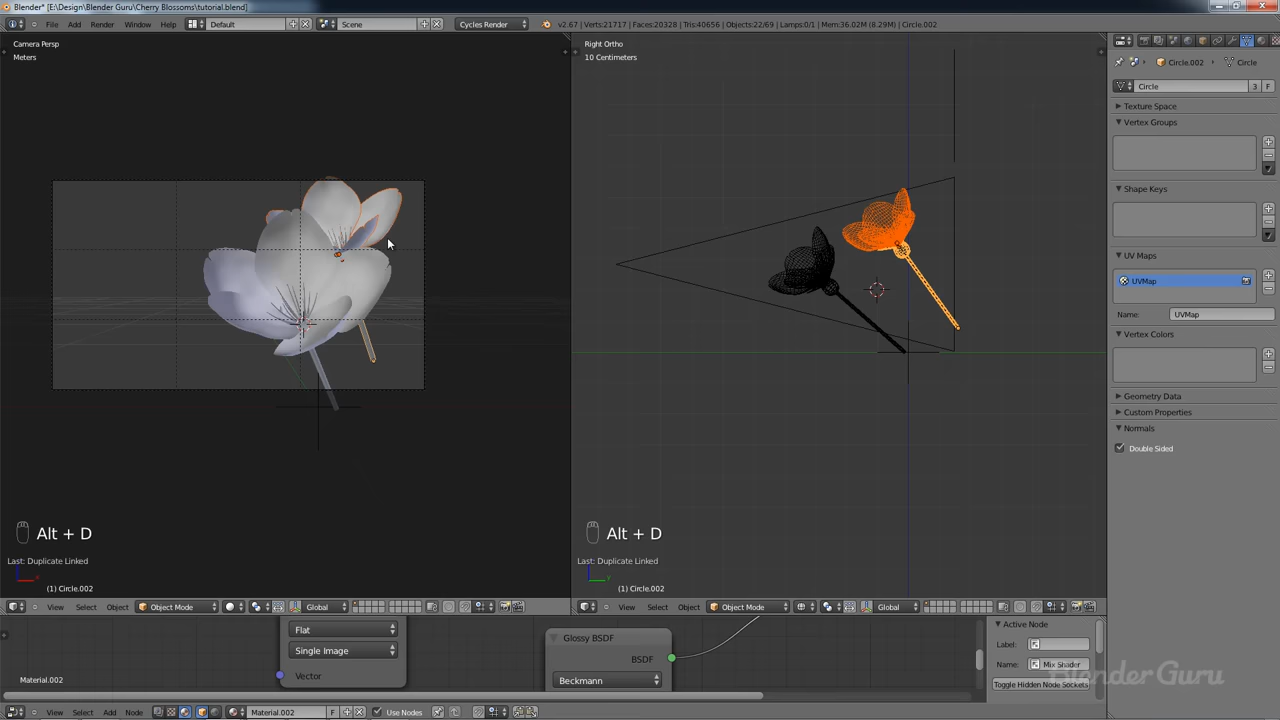 Blender* [E:\Design\Blender Guru\Cherry Blossoms\tutorial.blend]
File Add Render Window Help Default Scene Cycles Render v2.67 | Verts:21717 | Faces:20328 | Tris:40656 | Objects:22/69 | Lamps:0/1 | Mem:36.02M (8.29M) | Circle.002
Camera Persp
Meters
Right Ortho
10 Centimeters
Circle.002 Circle
Circle 3 F
Texture Space
Vertex Groups
Shape Keys
UV Maps
UVMap
Name: UVMap
Vertex Colors
Geometry Data
Custom Properties
Normals
Double Sided
Alt + D
Last: Duplicate Linked
(1) Circle.002
Alt + D
Last: Duplicate Linked
(1) Circle.002
View Select Object Object Mode Global
View Select Object Object Mode Global
Flat
Single Image
Vector
Glossy BSDF
BSDF
Beckmann
Material.002
Active Node
Label:
Name: Mix Shader
Toggle Hidden Node Sockets
BlenderGuru
View Select Add Node Material.002 F Use Nodes